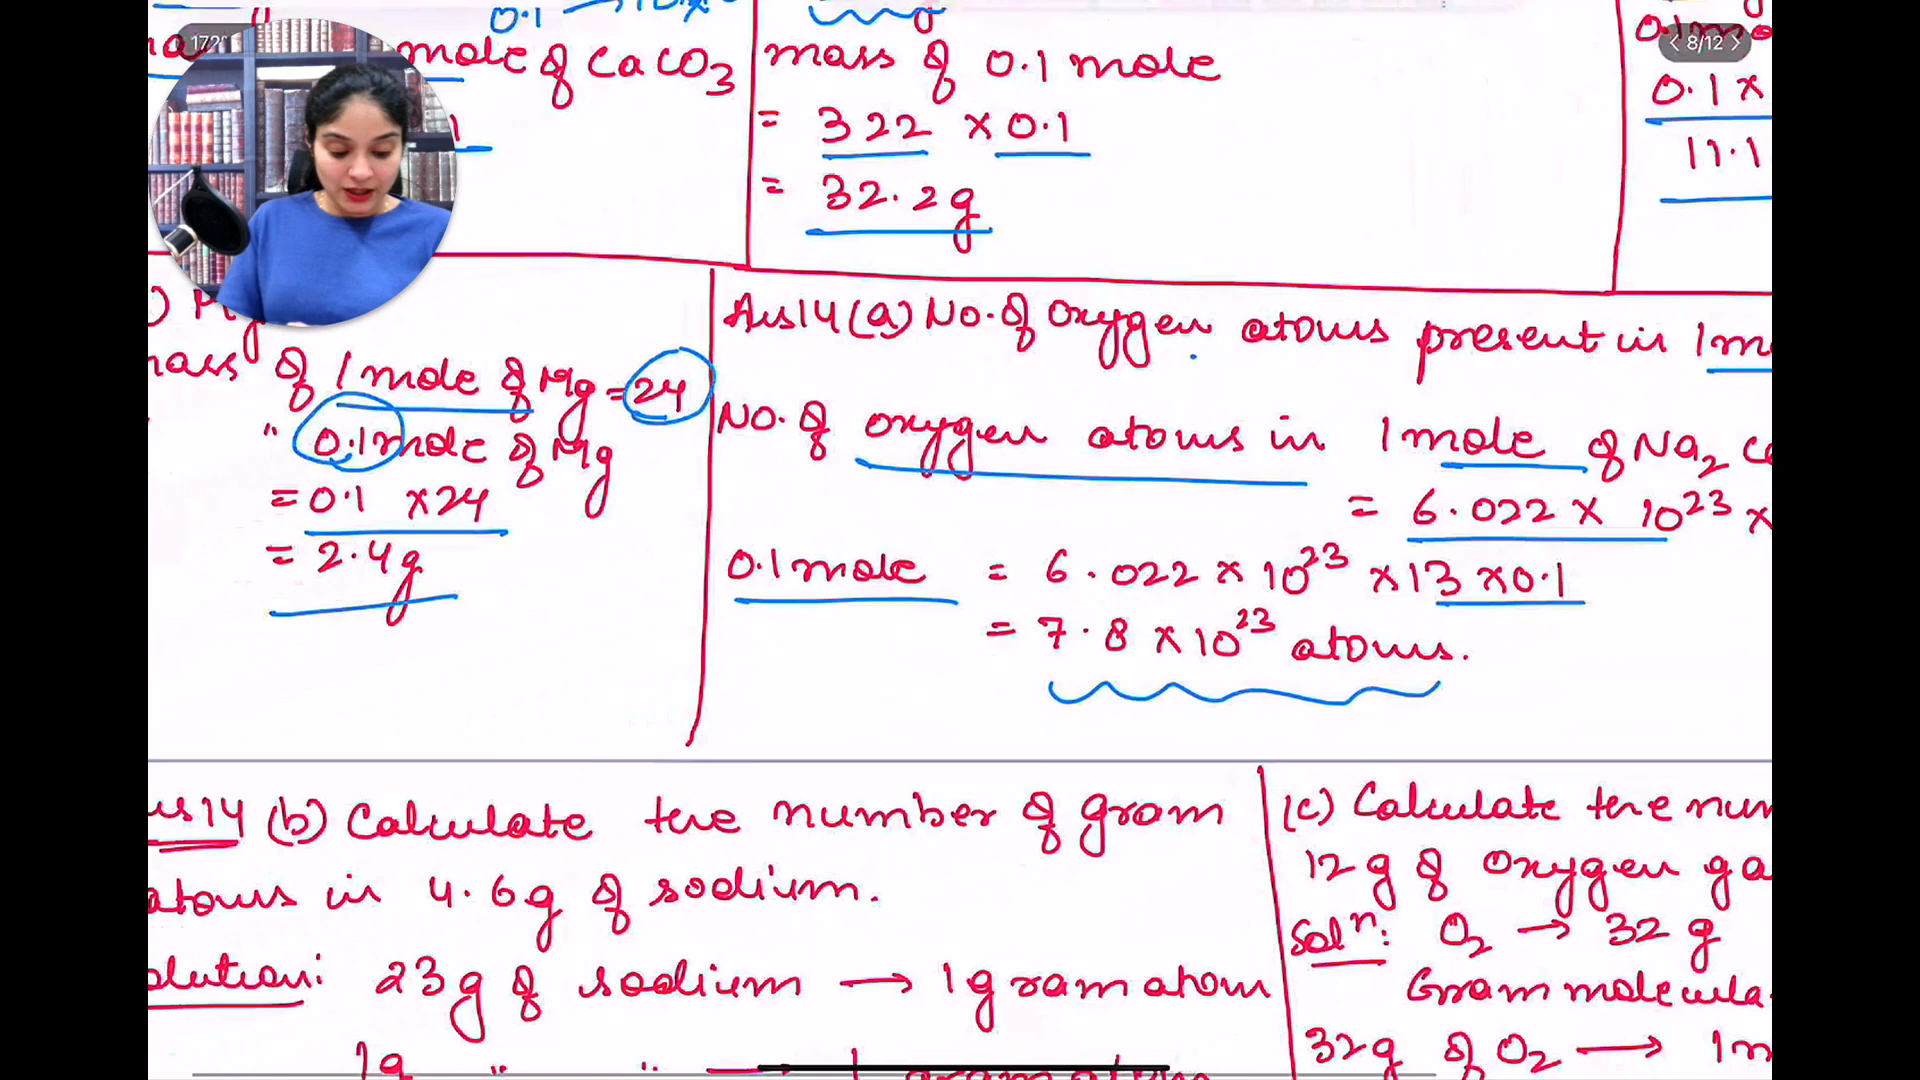 0.1
mole of CaCO3
mass of 0.1 mole
= 322 × 0.1
= 32.2g
8/12
0.1 ×
11.1
mass of 1 mole of Mg = 24
" 0.1 mole of Mg
= 0.1 × 24
= 2.4g
Ans14 (a) No. of oxygen atoms present in 1
No. of oxygen atoms in 1 mole of Na2
= 6.022 × 10^23 ×
0.1 mole = 6.022 × 10^23 × 13 × 0.1
= 7.8 × 10^23 atoms.
14 (b) Calculate the number of gram
atoms in 4.6g of sodium.
23g of sodium → 1 gram atom
1g " " → 1
(c) Calculate the
12g of oxygen
Soln: O2 → 32 g
Gram
32g of O2 → 1